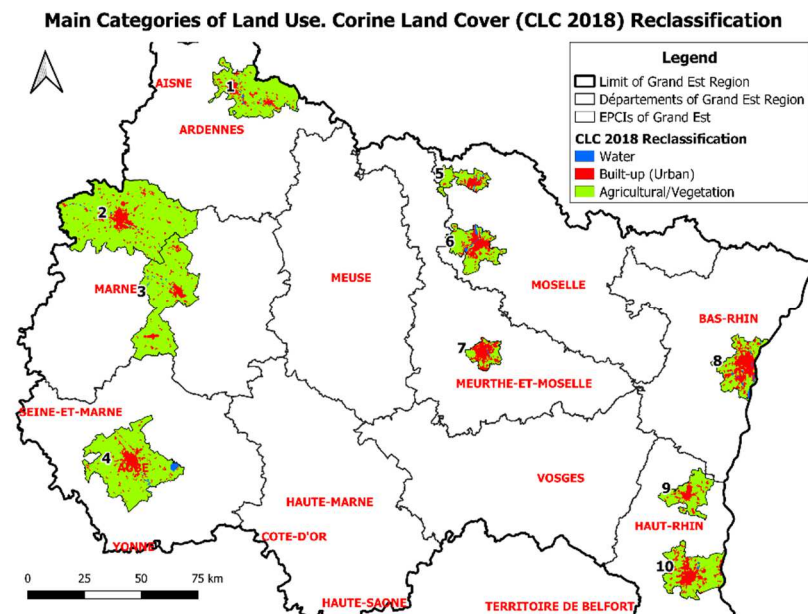 Main Categories of Land Use. Corine Land Cover (CLC 2018) Reclassification
Legend
Limit of Grand Est Region
Départements of Grand Est Region
EPCIs of Grand Est
CLC 2018 Reclassification
Water
Built-up (Urban)
Agricultural/Vegetation
AISNE
1
ARDENNES
5
2
6
MEUSE
MOSELLE
MARNE
3
BAS-RHIN
7
8
MEURTHE-ET-MOSELLE
SEINE-ET-MARNE
4
AUBE
VOSGES
9
HAUTE-MARNE
HAUT-RHIN
COTE-D'OR
YONNE
10
0 25 50 75 km
HAUTE-SAONE
TERRITOIRE DE BELFORT